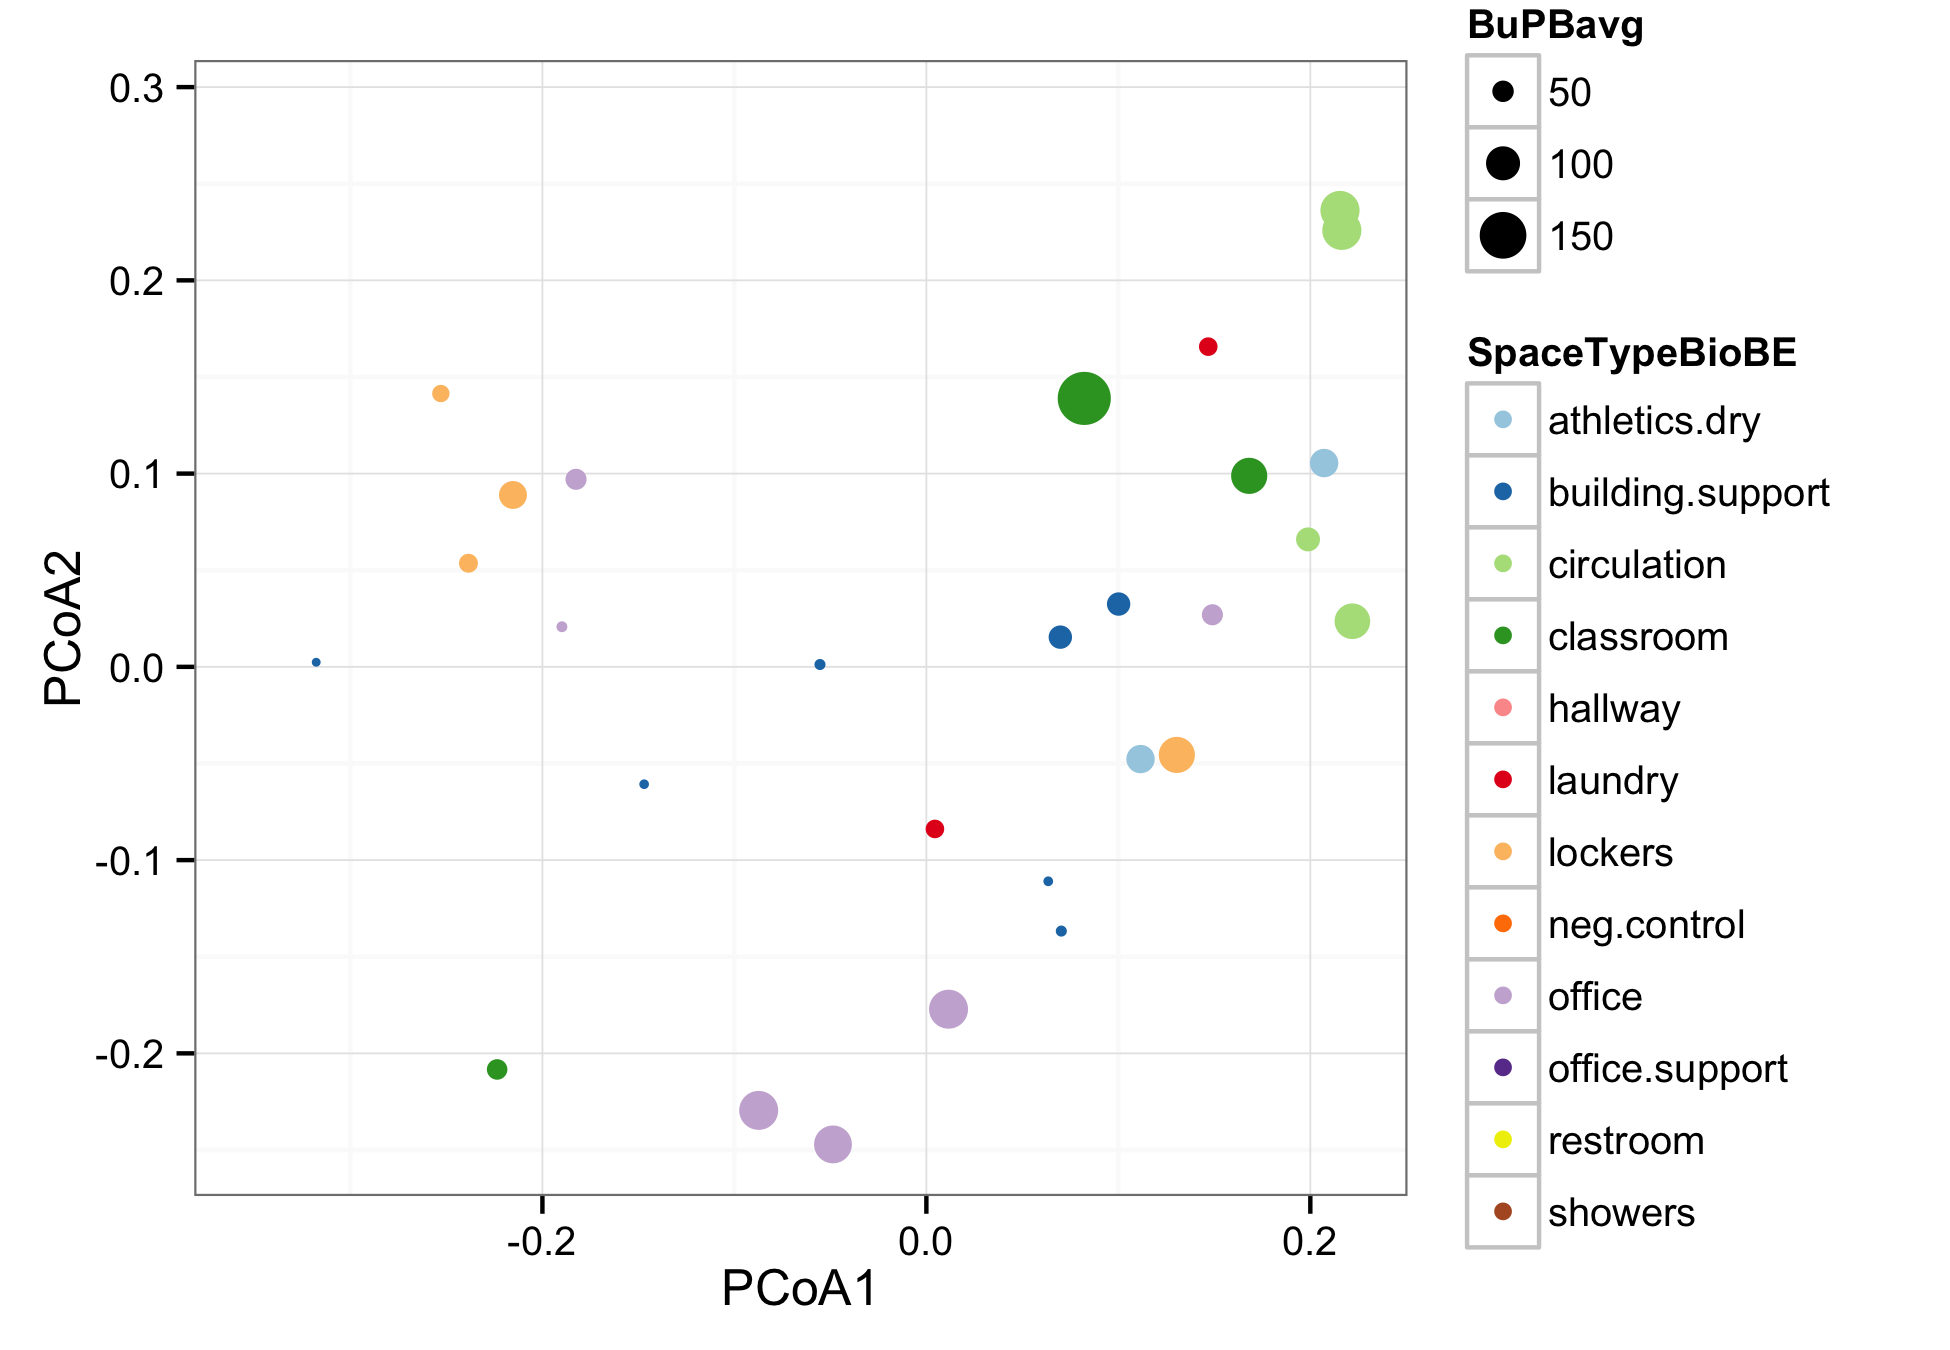 BuPBavg
50
100
150
SpaceTypeBioBE
athletics.dry
building.support
circulation
classroom
hallway
laundry
lockers
neg.control
office
office.support
restroom
showers
0.3
0.2
0.1
0.0
-0.1
-0.2
PCoA2
-0.2 0.0 0.2
PCoA1